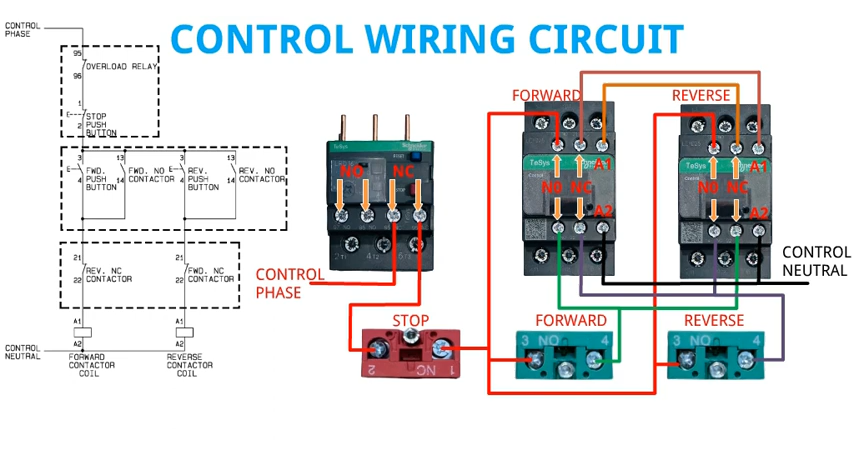 CONTROL WIRING CIRCUIT
CONTROL
PHASE
95
OVERLOAD RELAY
96
1
E
STOP
PUSH
BUTTON
2
3
13
3
13
E
FWD.
PUSH
BUTTON
FWD. NO
CONTACTOR
E
REV.
PUSH
BUTTON
REV. NO
CONTACTOR
4
14
4
14
21
REV. NC
CONTACTOR
22
21
FWD. NC
CONTACTOR
22
A1
A2
A1
A2
CONTROL
NEUTRAL
FORWARD
CONTACTOR
COIL
REVERSE
CONTACTOR
COIL
TeSys
Schneider
NO
NC
CONTROL
PHASE
FORWARD
TeSys
A1
NO
NC
A2
REVERSE
TeSys
A1
NO
NC
A2
CONTROL
NEUTRAL
STOP
2
NC
1
FORWARD
3
NO
4
REVERSE
3
NO
4